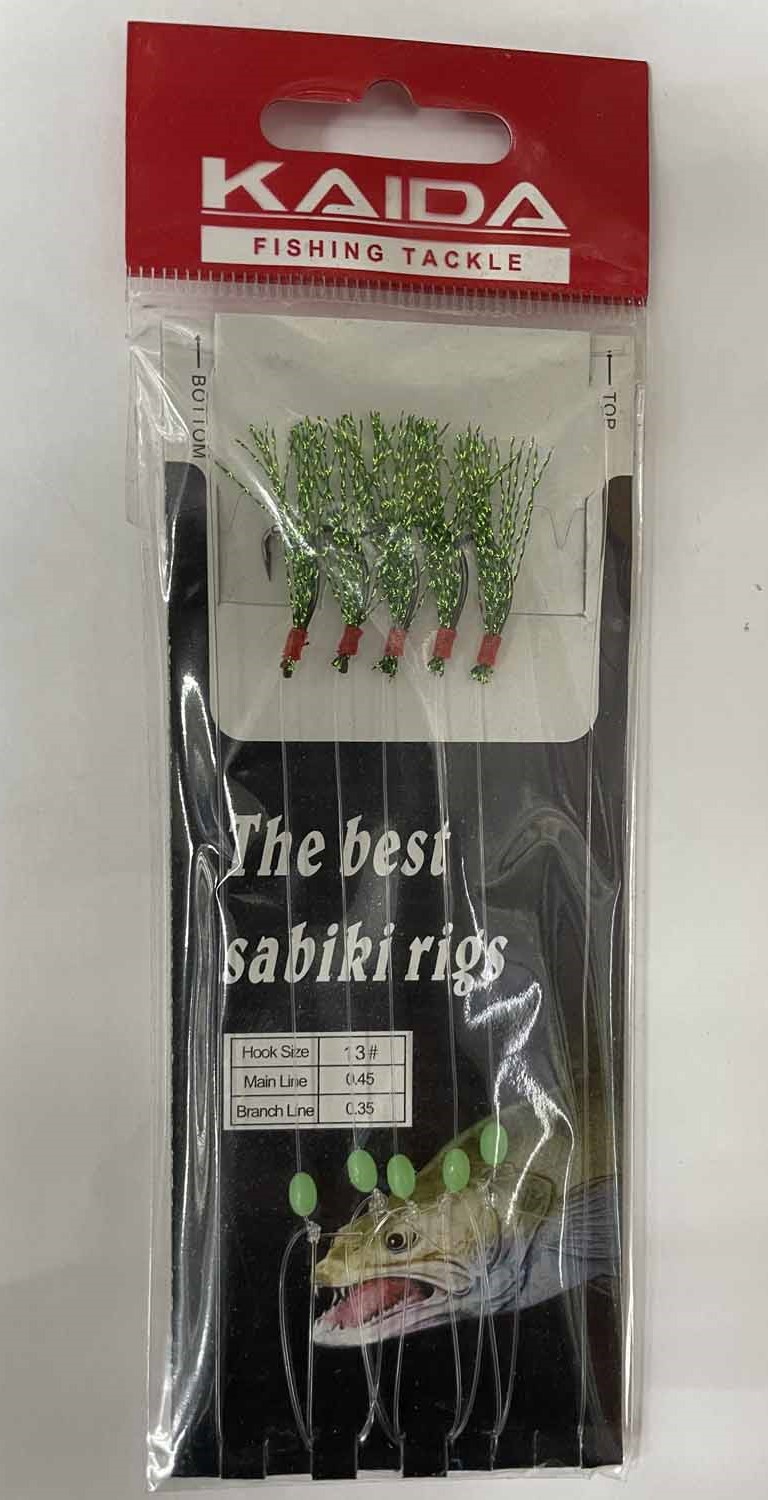 KAIDA
FISHING TACKLE
BOTTOM
TOP
The best
sabiki rigs
Hook Size 13#
Main Line 0.45
Branch Line 0.35